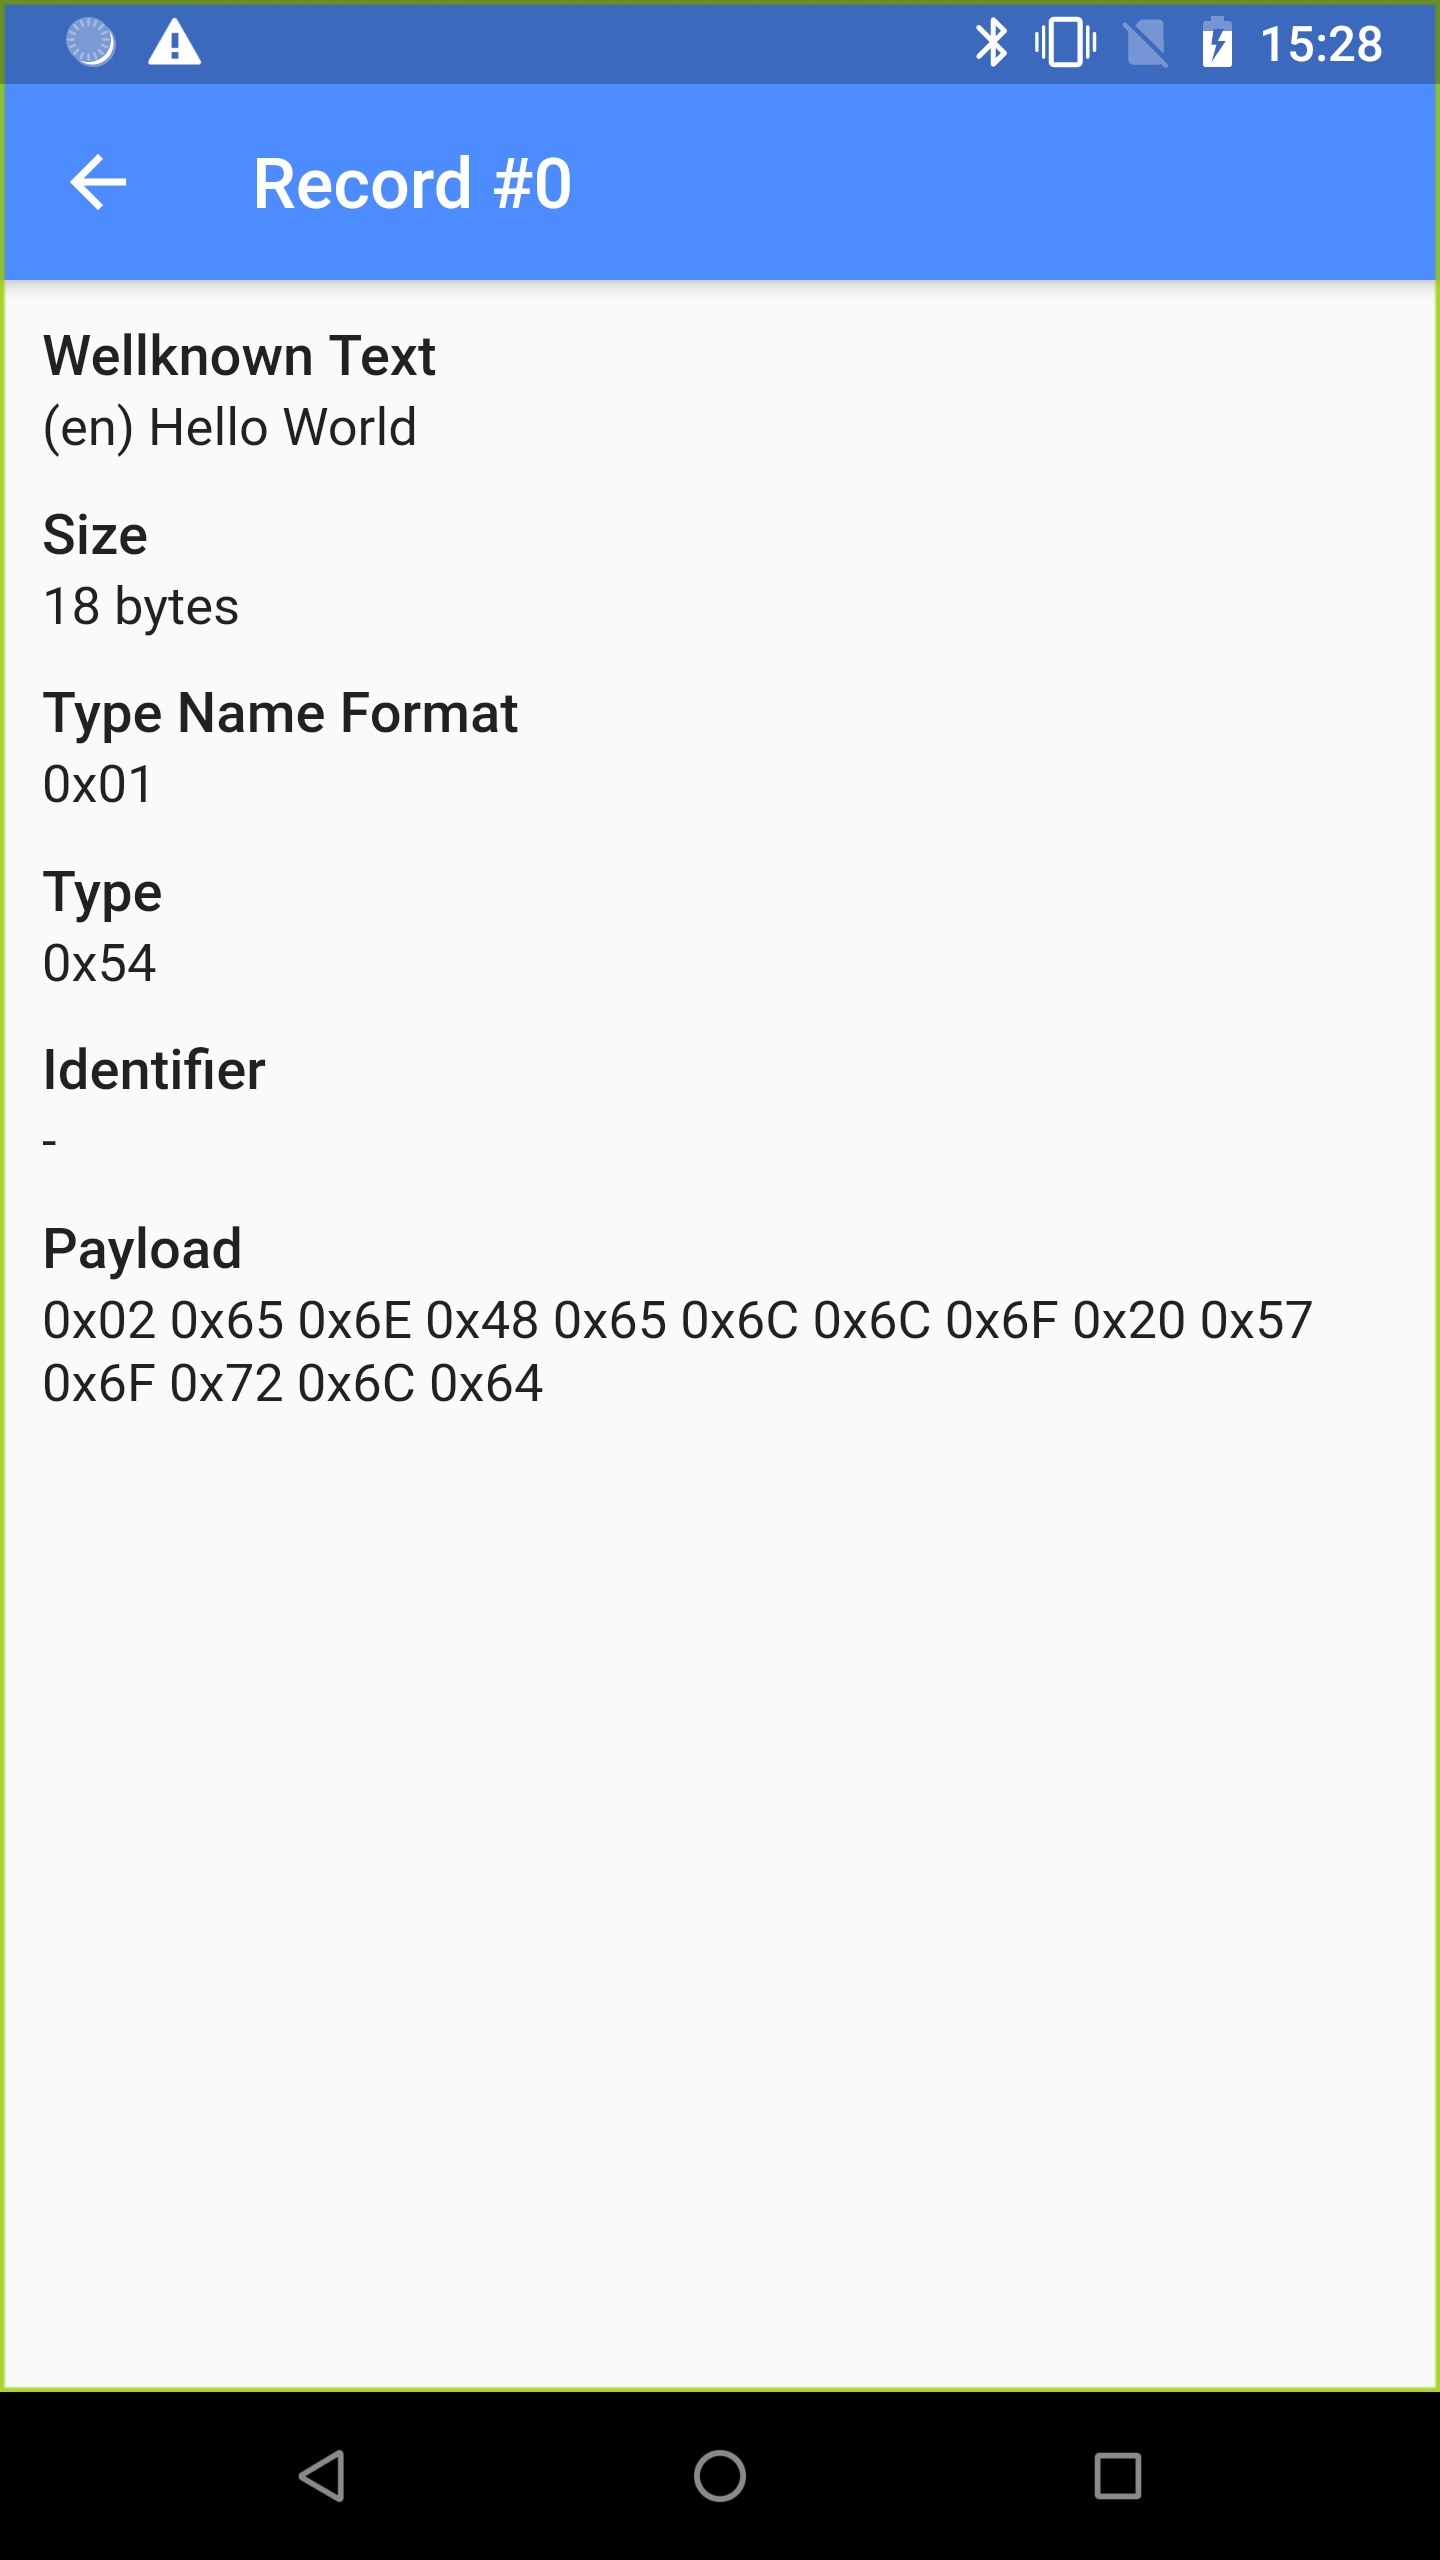 15:28
Record #0
Wellknown Text
(en) Hello World
Size
18 bytes
Type Name Format
0x01
Type
0x54
Identifier
-
Payload
0x02 0x65 0x6E 0x48 0x65 0x6C 0x6C 0x6F 0x20 0x57
0x6F 0x72 0x6C 0x64